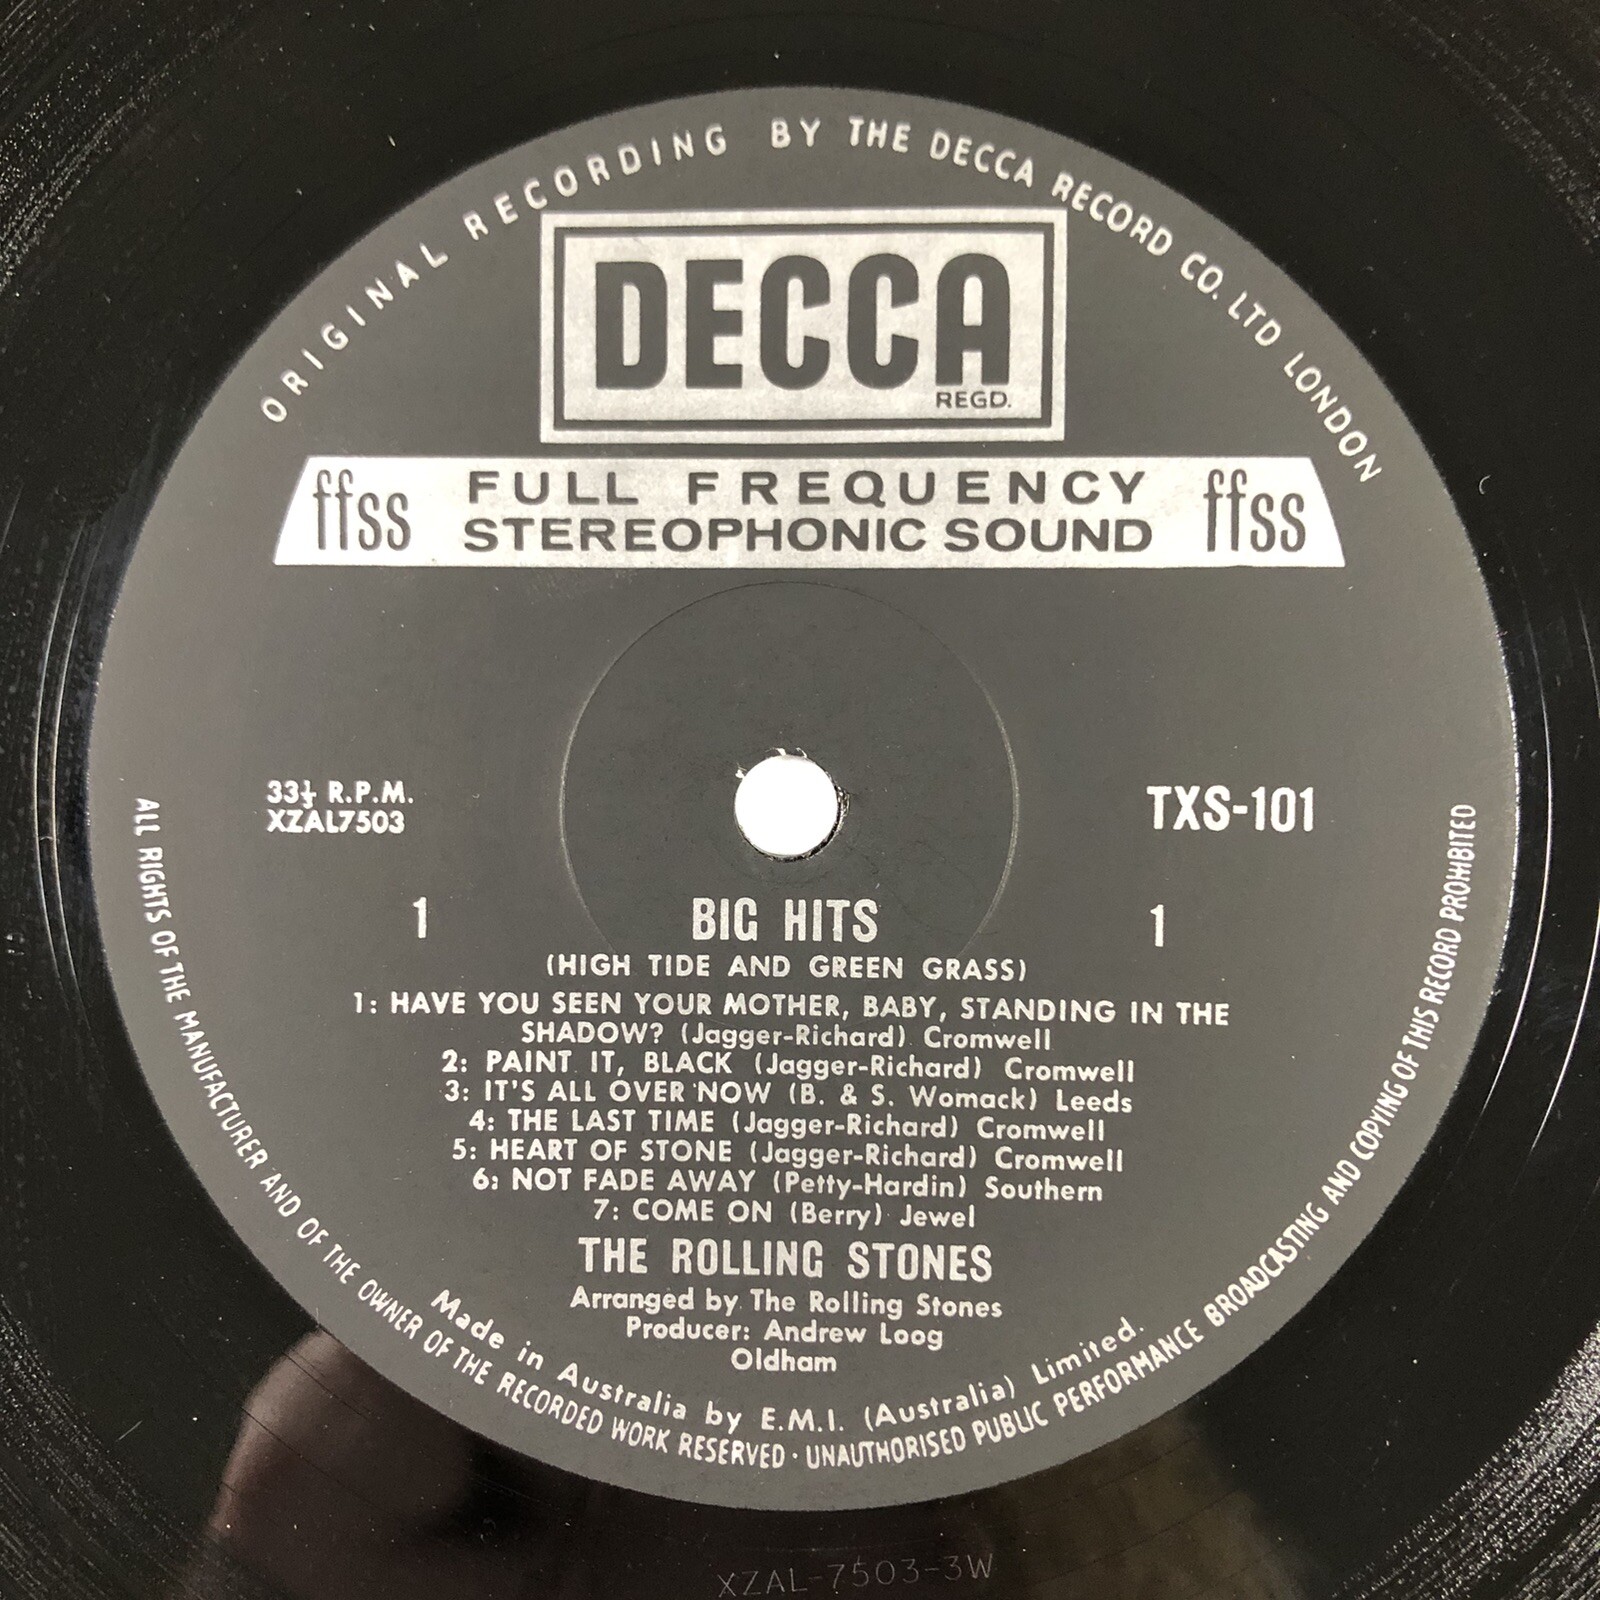 ORIGINAL RECORDING BY THE DECCA RECORD CO. LTD LONDON
DECCA
REGD.
ffss FULL FREQUENCY ffss
STEREOPHONIC SOUND
33⅓ R.P.M.
XZAL7503
TXS-101
1 BIG HITS 1
(HIGH TIDE AND GREEN GRASS)
1: HAVE YOU SEEN YOUR MOTHER, BABY, STANDING IN THE
SHADOW? (Jagger-Richard) Cromwell
2: PAINT IT, BLACK (Jagger-Richard) Cromwell
3: IT'S ALL OVER NOW (B. & S. Womack) Leeds
4: THE LAST TIME (Jagger-Richard) Cromwell
5: HEART OF STONE (Jagger-Richard) Cromwell
6: NOT FADE AWAY (Petty-Hardin) Southern
7: COME ON (Berry) Jewel
THE ROLLING STONES
Arranged by The Rolling Stones
Producer: Andrew Loog
Oldham
Made in Australia by E.M.I. (Australia) Limited.
ALL RIGHTS OF THE MANUFACTURER AND OF THE OWNER OF THE RECORDED WORK RESERVED · UNAUTHORISED PUBLIC PERFORMANCE BROADCASTING AND COPYING OF THIS RECORD PROHIBITED
XZAL-7503-3W